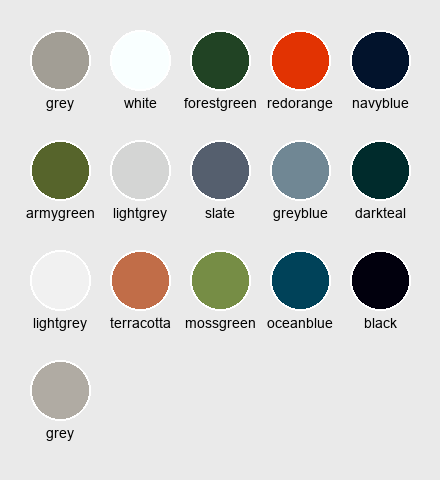 grey white forestgreen redorange navyblue
armygreen lightgrey slate greyblue darkteal
lightgrey terracotta mossgreen oceanblue black
grey